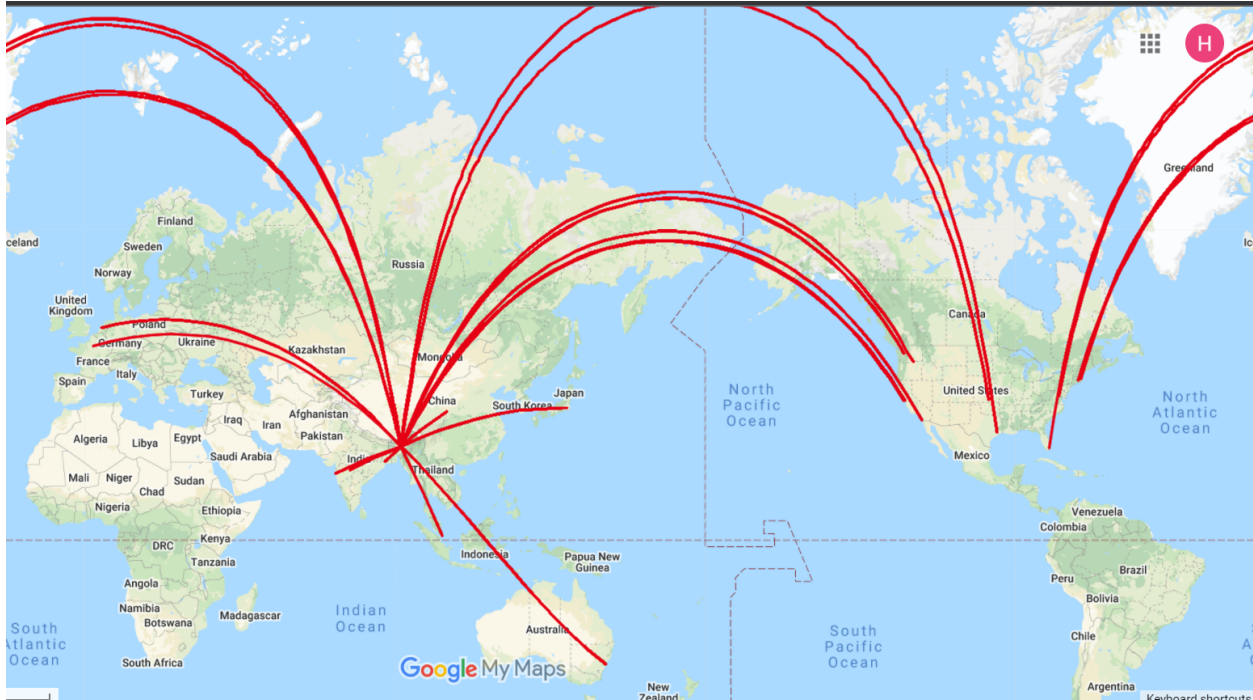 H
Greenland
celand
Ic
Finland
Sweden
Norway
Russia
United
Kingdom
Poland
Germany
Ukraine
Kazakhstan
Mongolia
Canada
France
Italy
Spain
Turkey
United States
North
Pacific
Ocean
North
Atlantic
Ocean
Japan
South Korea
China
Afghanistan
Iraq
Iran
Pakistan
Algeria
Libya
Egypt
Saudi Arabia
India
Thailand
Mexico
Mali
Niger
Sudan
Chad
Nigeria
Ethiopia
Venezuela
Colombia
DRC
Kenya
Tanzania
Indonesia
Papua New
Guinea
Peru
Brazil
Angola
Bolivia
Namibia
Botswana
Madagascar
Indian
Ocean
South
Atlantic
Ocean
Australia
South
Pacific
Ocean
Chile
South Africa
Google My Maps
New
Zealand
Argentina
Keyboard shortcuts